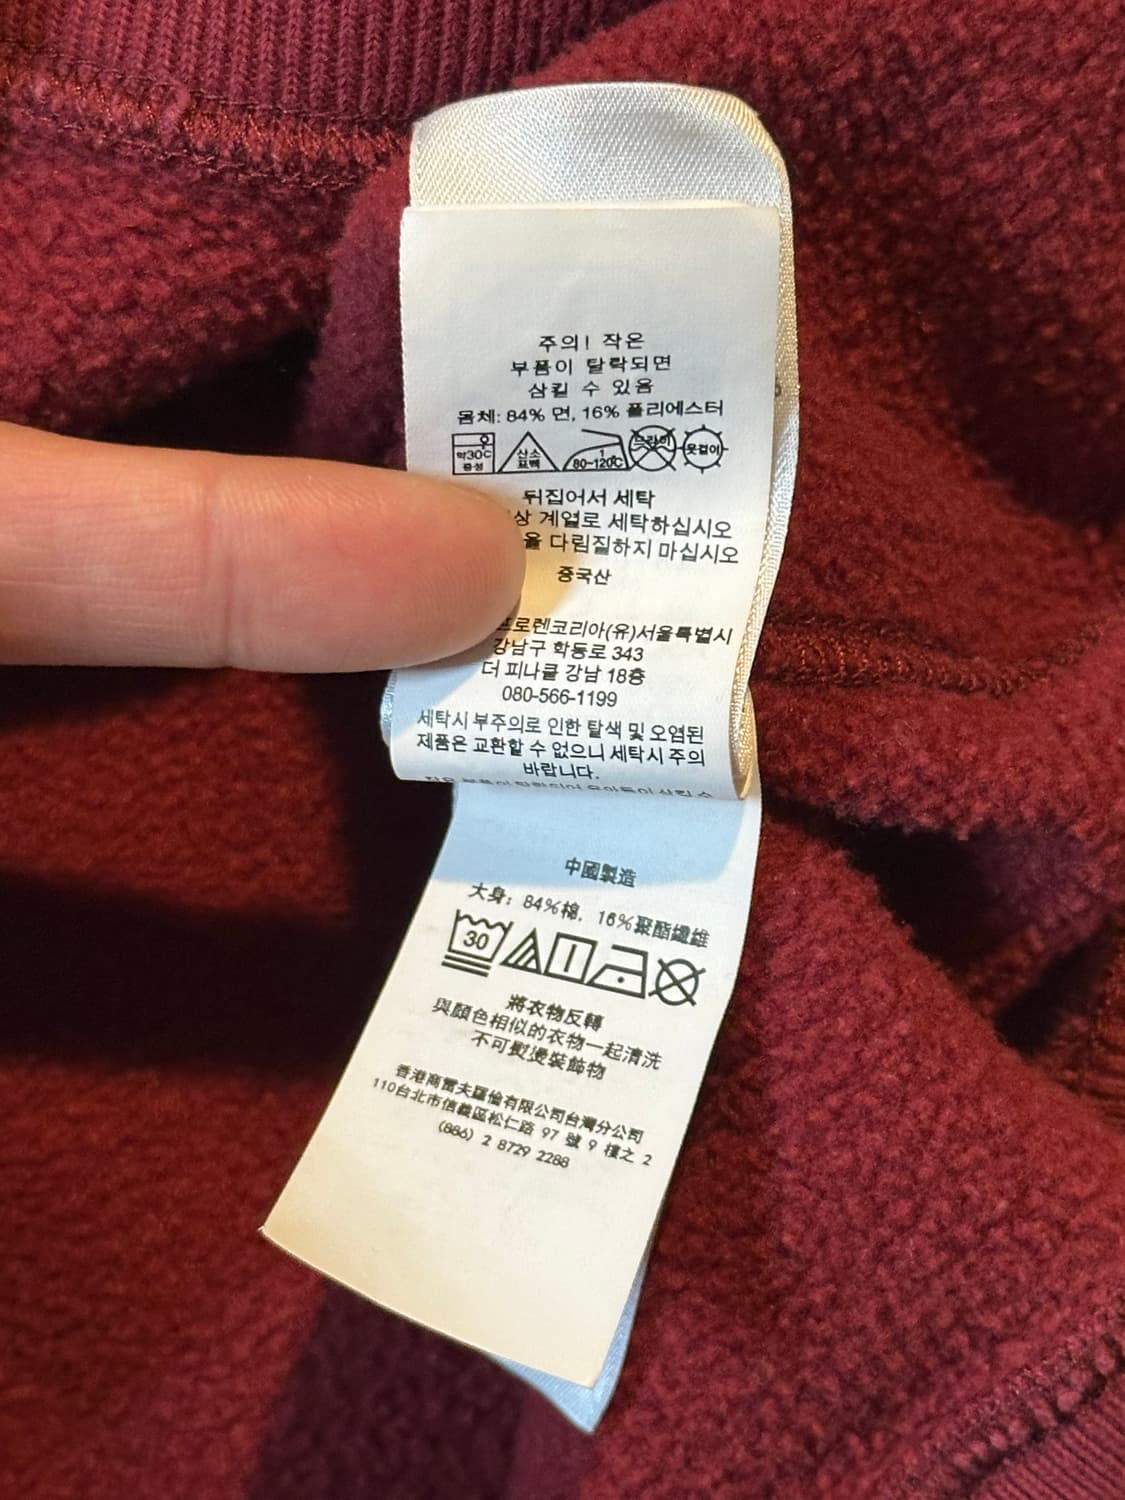 주의! 작은
부품이 탈락되면
삼킬 수 있음
몸체: 84% 면, 16% 폴리에스터
약30℃
중성
산소
표백
1
80~120℃
드라이
옷걸이
뒤집어서 세탁
계열로 세탁하십시오
다림질하지 마십시오
중국산
서울특별시
강남구 학동로 343
더 피나클 강남 18층
080-566-1199
세탁시 부주의로 인한 탈색 및 오염된
제품은 교환할 수 없으니 세탁시 주의
바랍니다.
中國製造
大身: 84%棉, 16%聚酯纖維
30
將衣物反轉
與顏色相似的衣物一起清洗
不可熨燙裝飾物
香港商雷夫羅倫有限公司台灣分公司
110台北市信義區松仁路 97 號 9 樓之 2
(886) 2 8729 2288